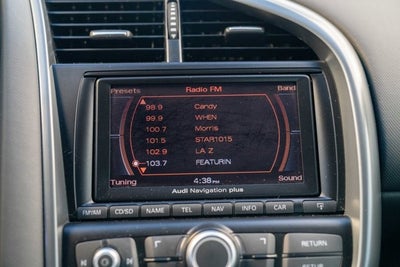 Presets Radio FM Band
98.9 Candy
99.9 WHEN
100.7 Morris
101.5 STAR1015
102.9 LA Z
103.7 FEATURIN
Tuning 4:38 PM Sound
Audi Navigation plus
FM/AM CD/SD NAME TEL NAV INFO CAR
RETURN